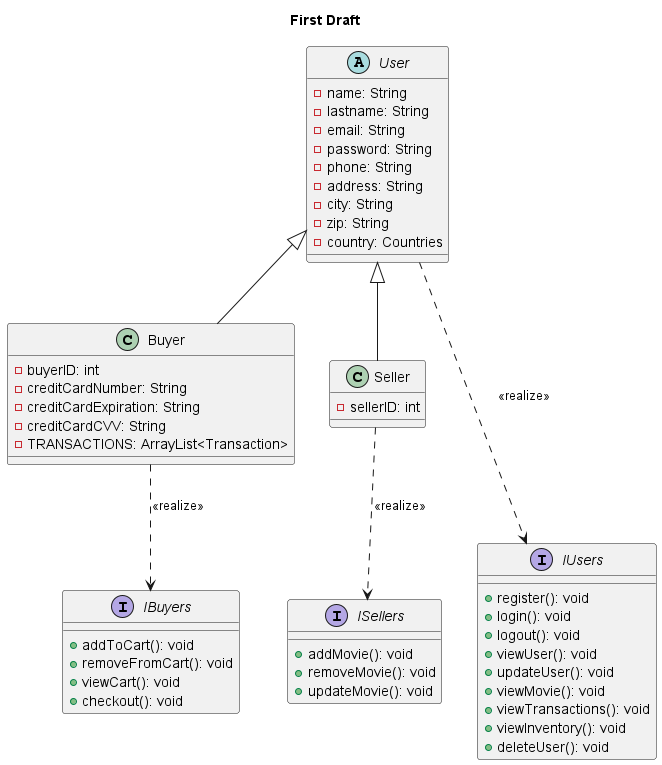 First Draft
A User
name: String
lastname: String
email: String
password: String
phone: String
address: String
city: String
zip: String
country: Countries
C Buyer
buyerID: int
creditCardNumber: String
creditCardExpiration: String
creditCardCVV: String
TRANSACTIONS: ArrayList<Transaction>
C Seller
sellerID: int
«realize»
«realize»
«realize»
I IBuyers
addToCart(): void
removeFromCart(): void
viewCart(): void
checkout(): void
I ISellers
addMovie(): void
removeMovie(): void
updateMovie(): void
I IUsers
register(): void
login(): void
logout(): void
viewUser(): void
updateUser(): void
viewMovie(): void
viewTransactions(): void
viewInventory(): void
deleteUser(): void